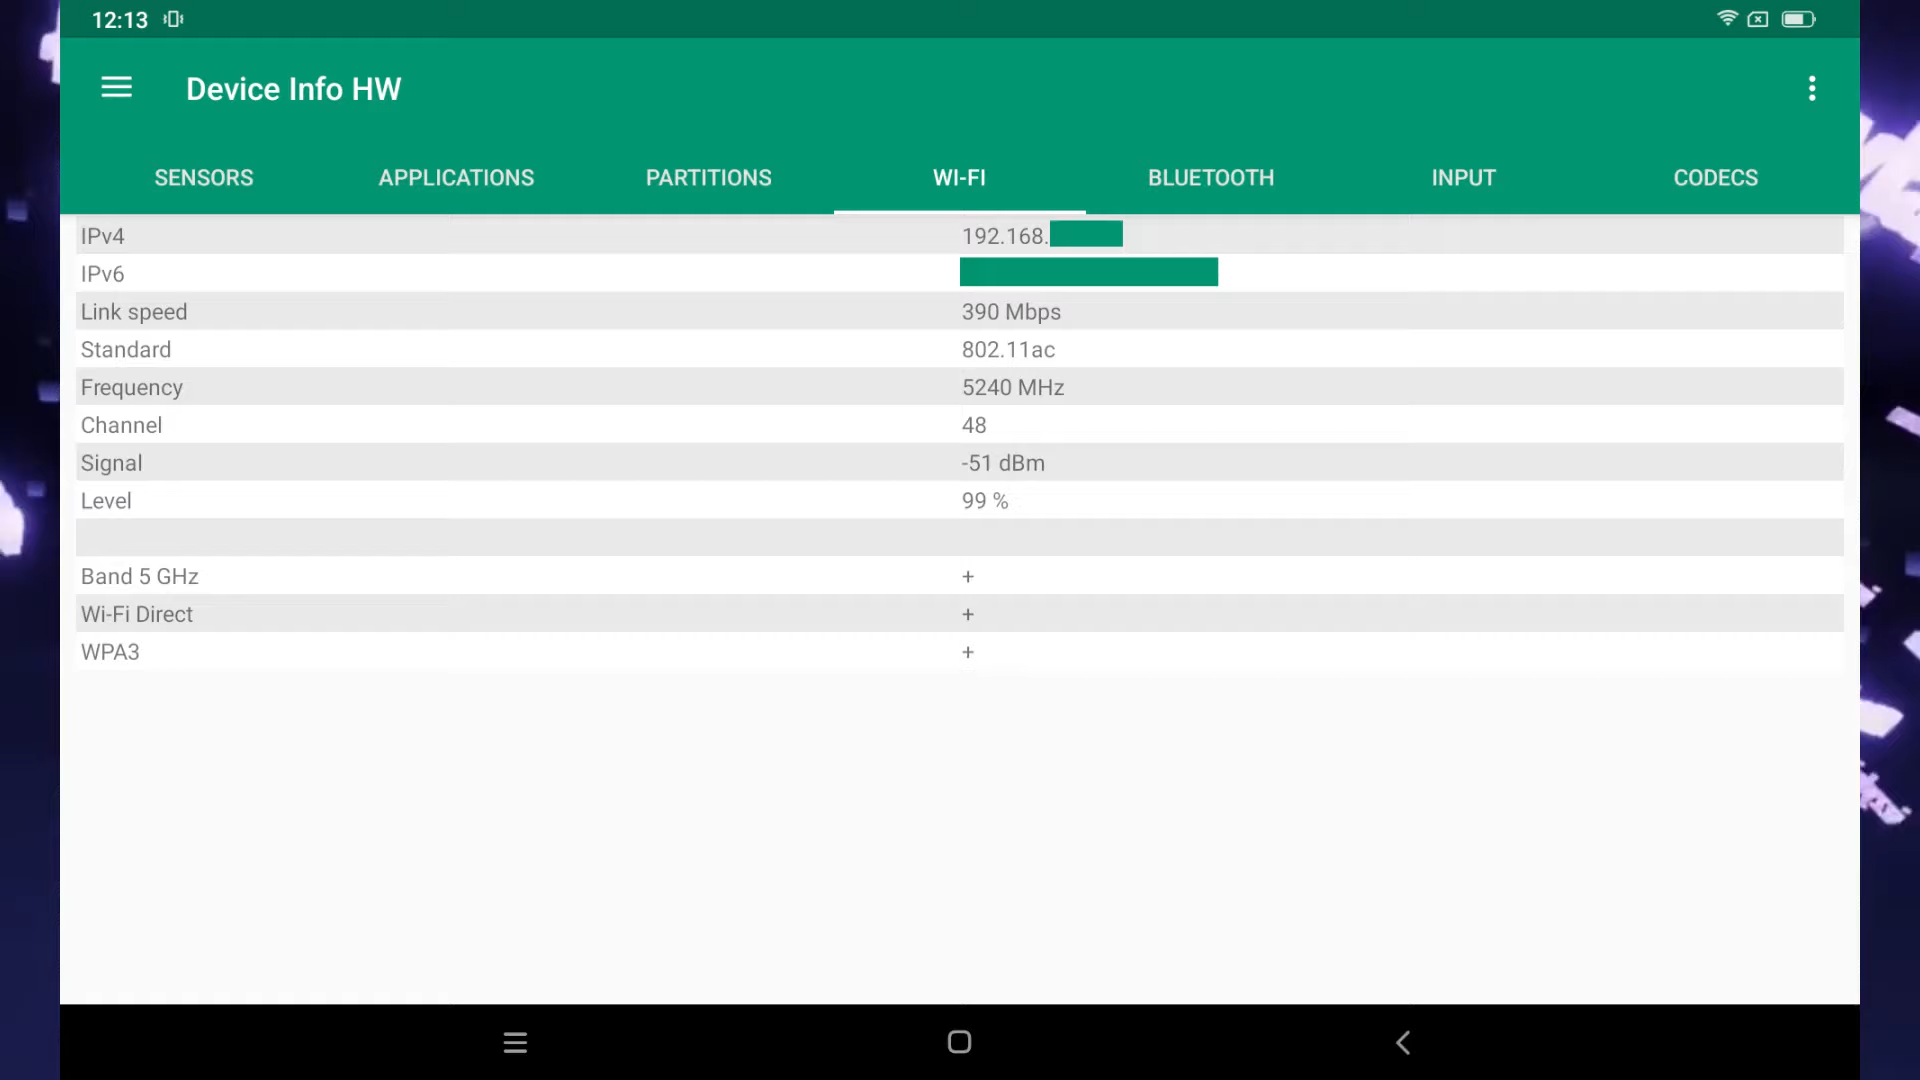 12:13
Device Info HW
SENSORS APPLICATIONS PARTITIONS WI-FI BLUETOOTH INPUT CODECS
IPv4 192.168.
IPv6
Link speed 390 Mbps
Standard 802.11ac
Frequency 5240 MHz
Channel 48
Signal -51 dBm
Level 99 %
Band 5 GHz +
Wi-Fi Direct +
WPA3 +